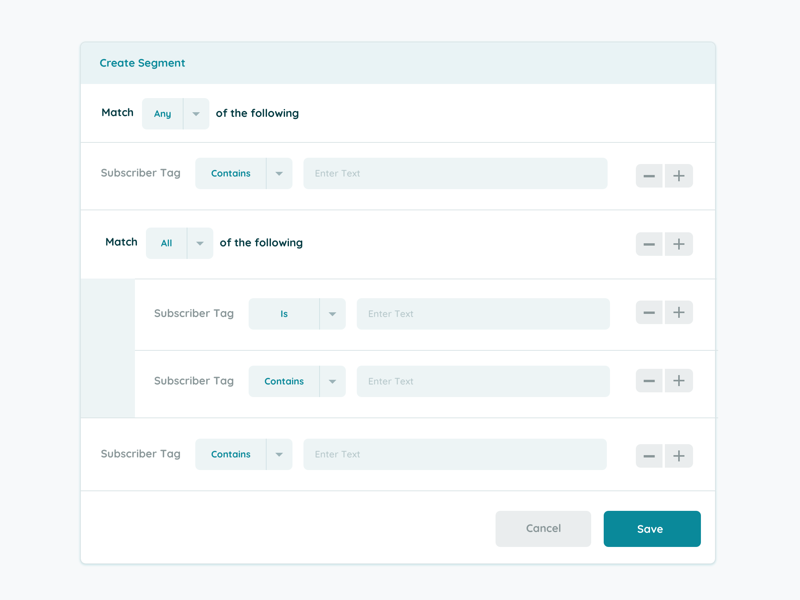 Create Segment
Match Any of the following
Subscriber Tag Contains Enter Text
Match All of the following
Subscriber Tag Is Enter Text
Subscriber Tag Contains Enter Text
Subscriber Tag Contains Enter Text
Cancel Save